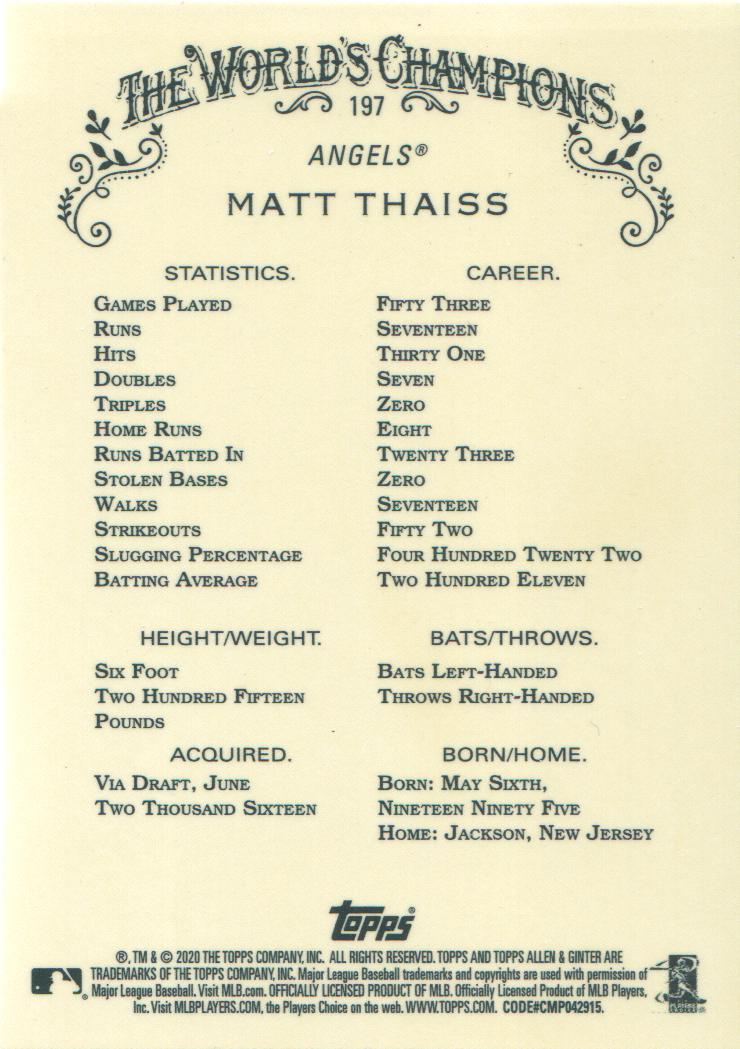 THE WORLD'S CHAMPIONS
197
ANGELS®
MATT THAISS
STATISTICS. CAREER.
GAMES PLAYED FIFTY THREE
RUNS SEVENTEEN
HITS THIRTY ONE
DOUBLES SEVEN
TRIPLES ZERO
HOME RUNS EIGHT
RUNS BATTED IN TWENTY THREE
STOLEN BASES ZERO
WALKS SEVENTEEN
STRIKEOUTS FIFTY TWO
SLUGGING PERCENTAGE FOUR HUNDRED TWENTY TWO
BATTING AVERAGE TWO HUNDRED ELEVEN
HEIGHT/WEIGHT. BATS/THROWS.
SIX FOOT BATS LEFT-HANDED
TWO HUNDRED FIFTEEN THROWS RIGHT-HANDED
POUNDS
ACQUIRED. BORN/HOME.
VIA DRAFT, JUNE BORN: MAY SIXTH,
TWO THOUSAND SIXTEEN NINETEEN NINETY FIVE
HOME: JACKSON, NEW JERSEY
topps®
®, TM & © 2020 THE TOPPS COMPANY, INC. ALL RIGHTS RESERVED. TOPPS AND TOPPS ALLEN & GINTER ARE
TRADEMARKS OF THE TOPPS COMPANY, INC. Major League Baseball trademarks and copyrights are used with permission of
Major League Baseball. Visit MLB.com. OFFICIALLY LICENSED PRODUCT OF MLB. Officially Licensed Product of MLB Players,
Inc. Visit MLBPLAYERS.COM, the Players Choice on the web. WWW.TOPPS.COM. CODE#CMP042915.